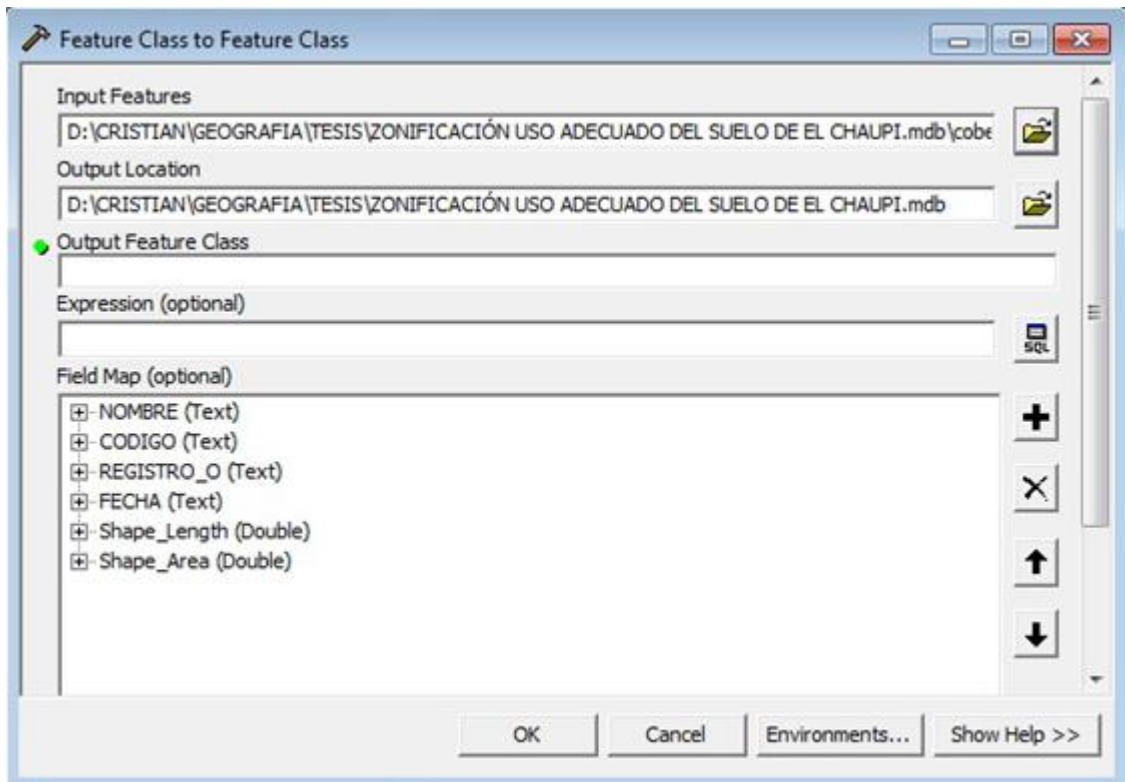 Feature Class to Feature Class
Input Features
D:\CRISTIAN\GEOGRAFIA\TESIS\ZONIFICACIÓN USO ADECUADO DEL SUELO DE EL CHAUPI.mdb\cobe
Output Location
D:\CRISTIAN\GEOGRAFIA\TESIS\ZONIFICACIÓN USO ADECUADO DEL SUELO DE EL CHAUPI.mdb
Output Feature Class
Expression (optional)
SQL
Field Map (optional)
NOMBRE (Text)
CODIGO (Text)
REGISTRO_O (Text)
FECHA (Text)
Shape_Length (Double)
Shape_Area (Double)
OK Cancel Environments... Show Help >>